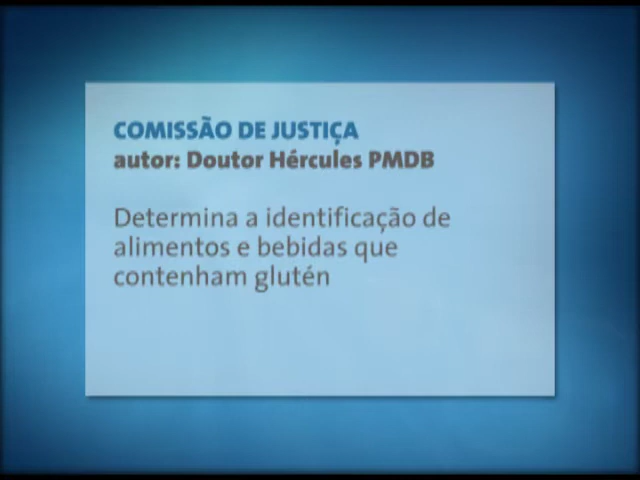 COMISSÃO DE JUSTIÇA
autor: Doutor Hércules PMDB
Determina a identificação de
alimentos e bebidas que
contenham glutén